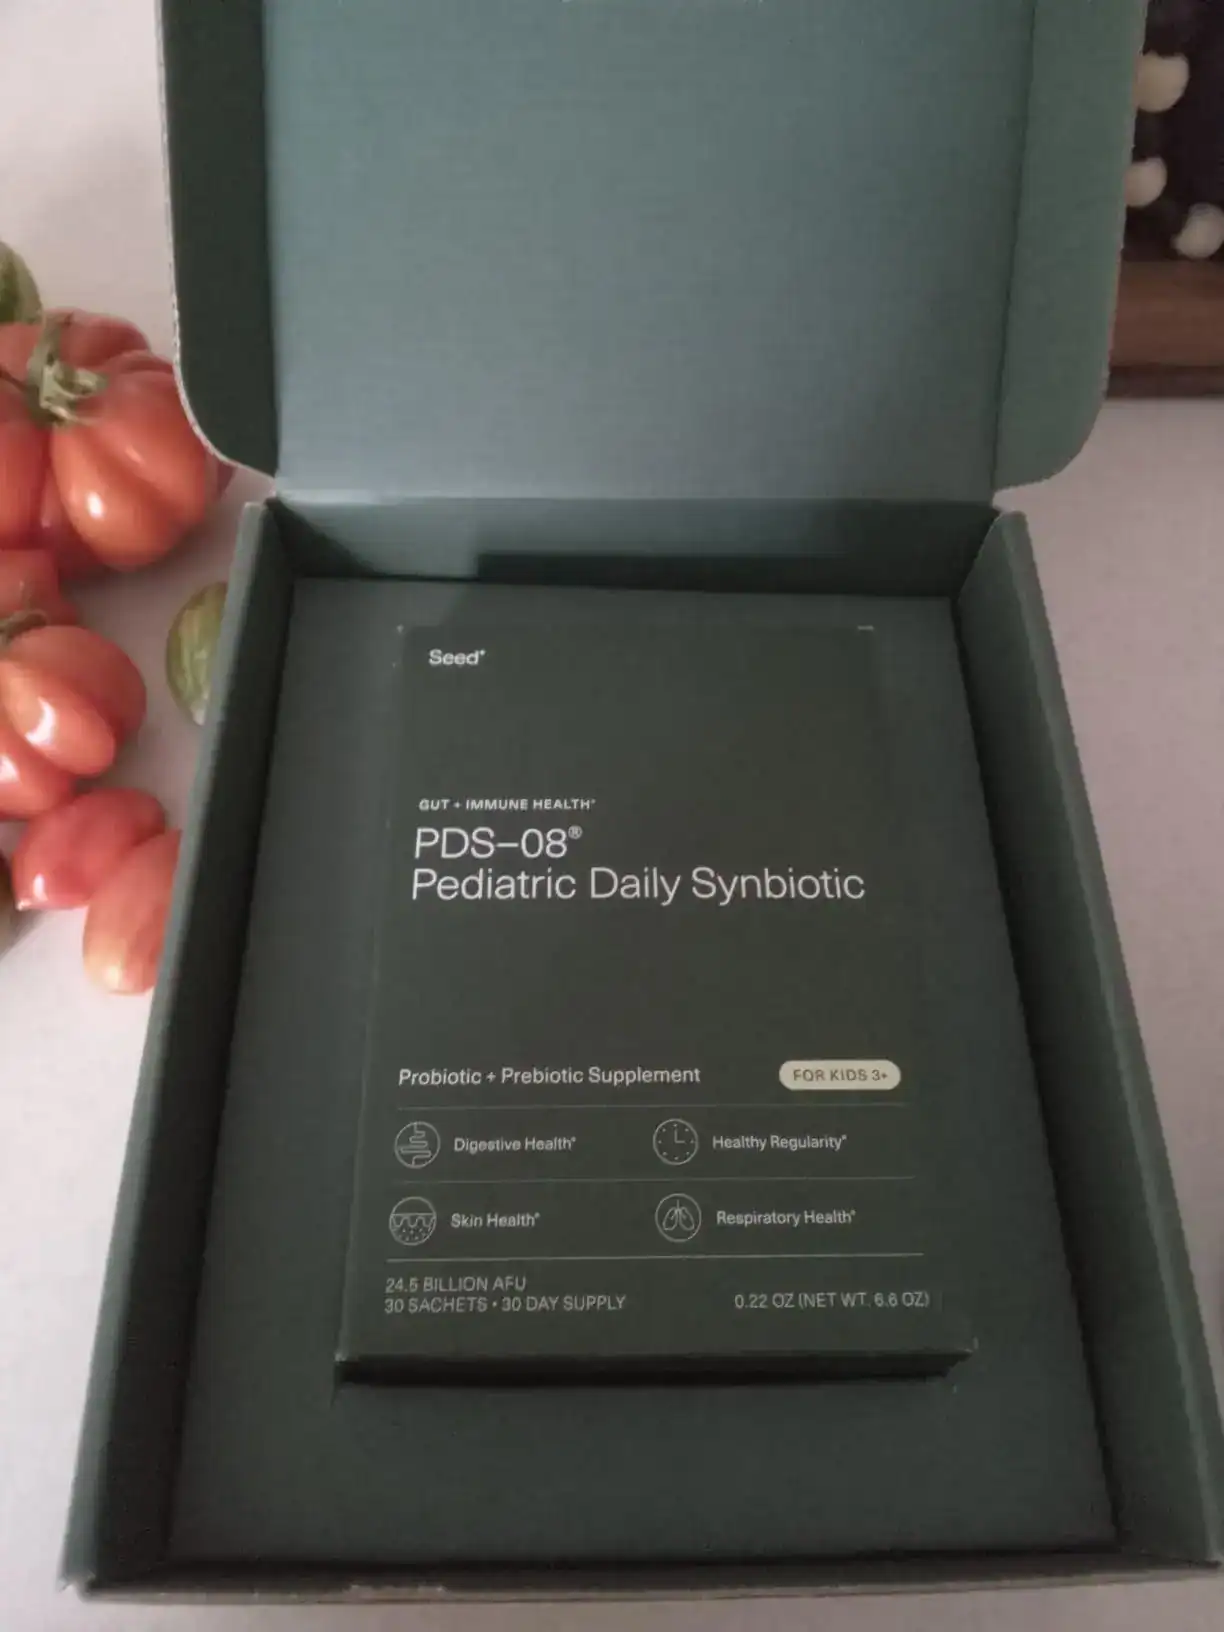 Seed*
GUT + IMMUNE HEALTH*
PDS–08®
Pediatric Daily Synbiotic
Probiotic + Prebiotic Supplement
FOR KIDS 3+
Digestive Health*
Healthy Regularity*
Skin Health*
Respiratory Health*
24.5 BILLION AFU
30 SACHETS • 30 DAY SUPPLY
0.22 OZ (NET WT. 6.6 OZ)